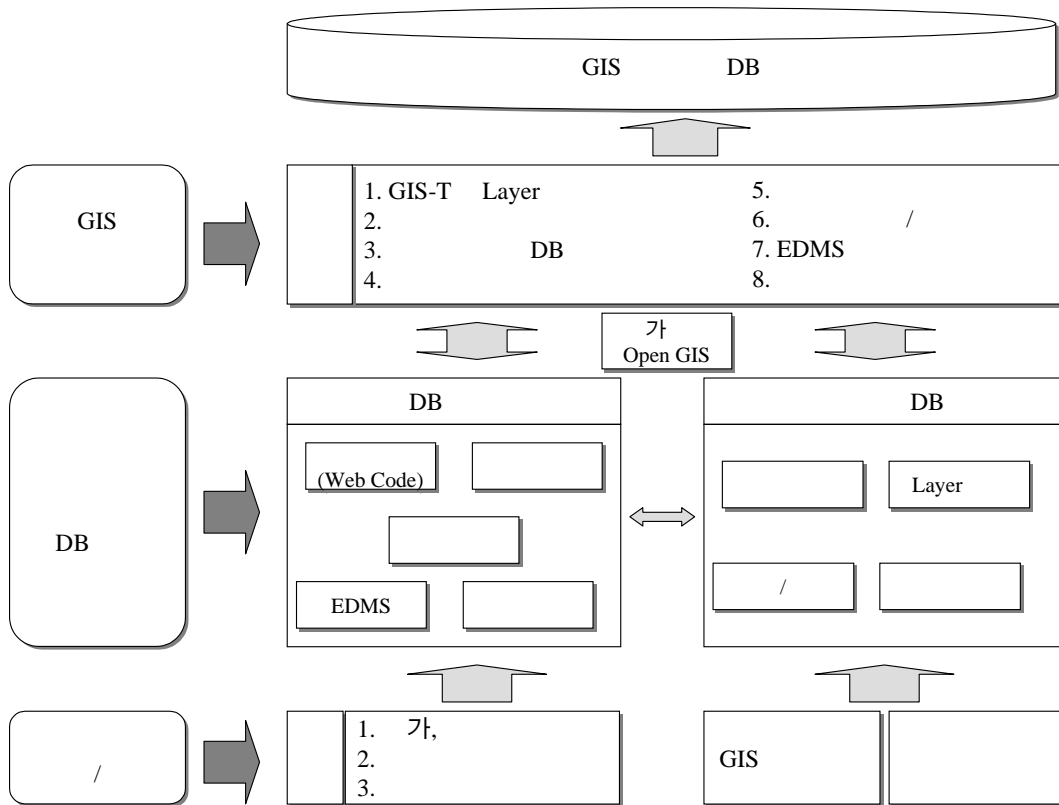 GIS DB
GIS
1. GIS-T Layer
2.
3. DB
4.
5.
6. /
7. EDMS
8.
가
Open GIS
DB
DB
(Web Code)
EDMS
DB
Layer
/
/
1. 가,
2.
3.
GIS